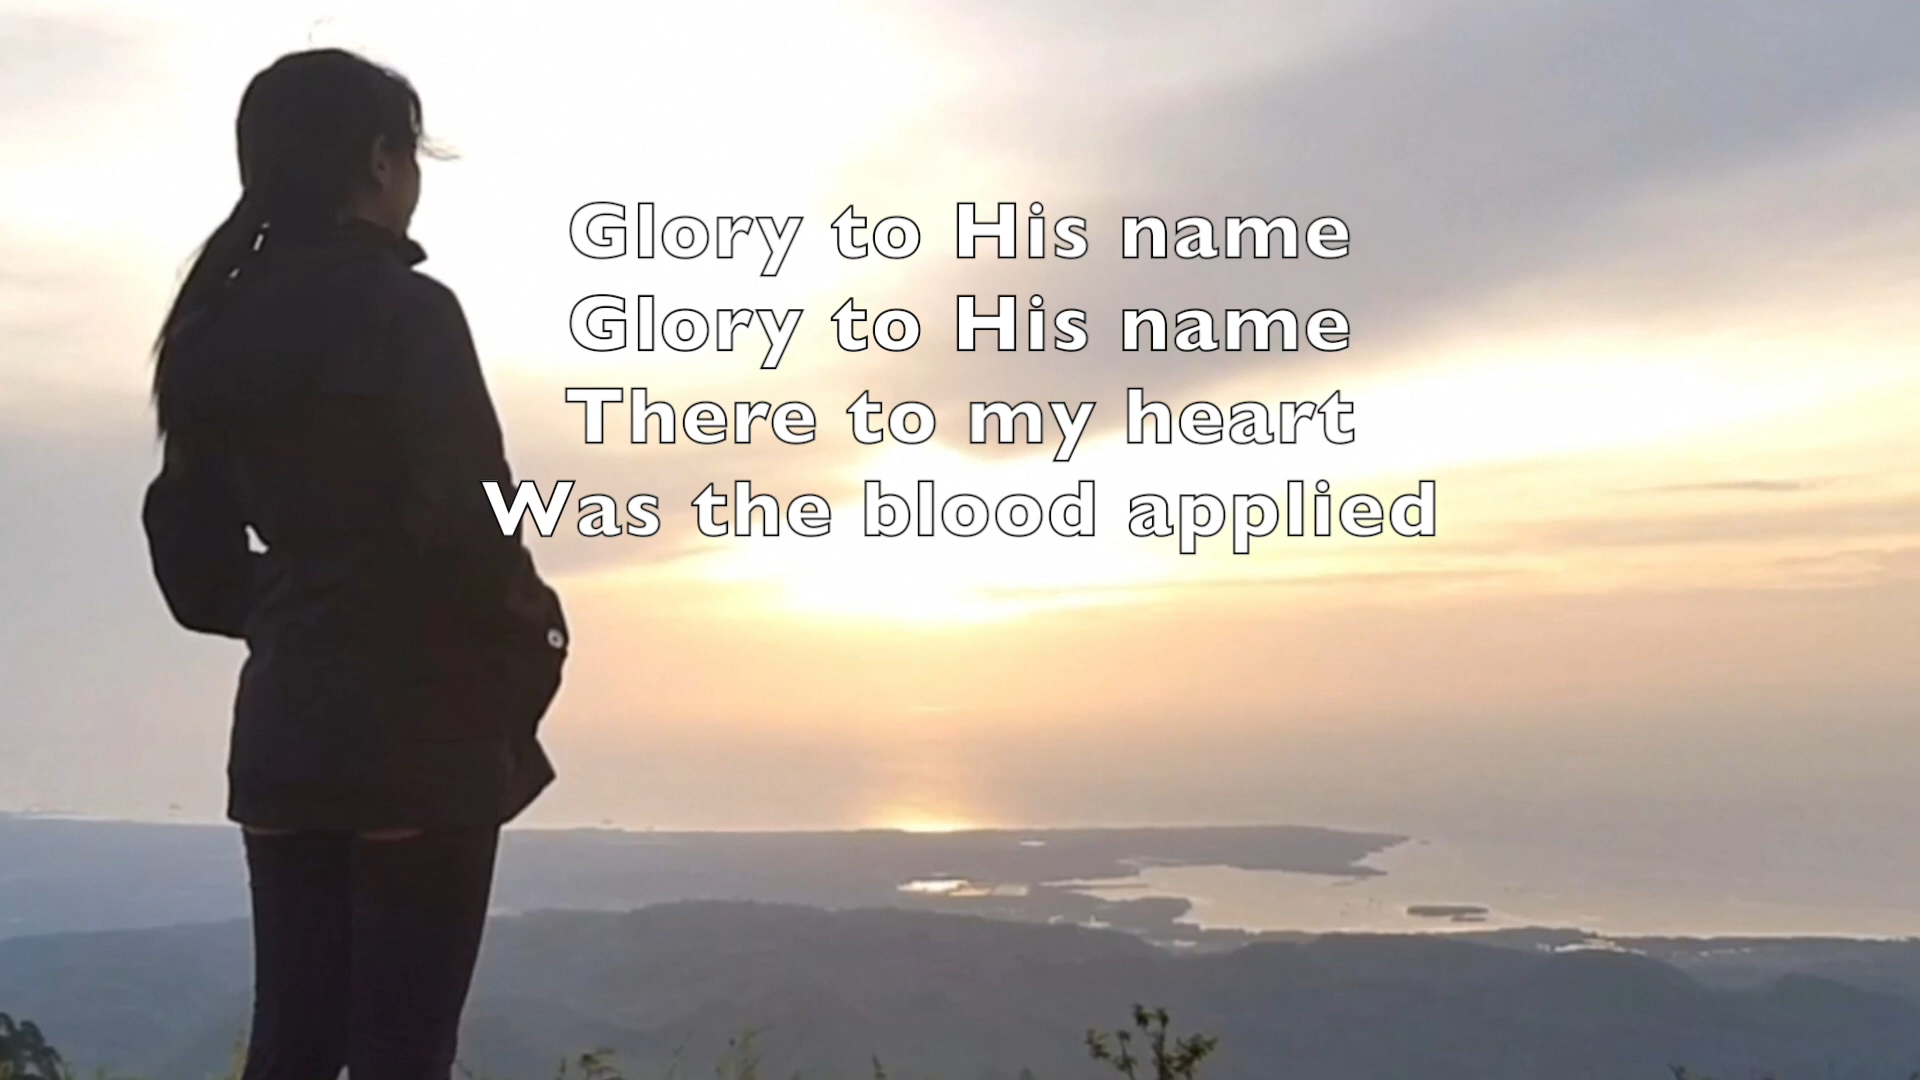 Glory to His name
Glory to His name
There to my heart
Was the blood applied